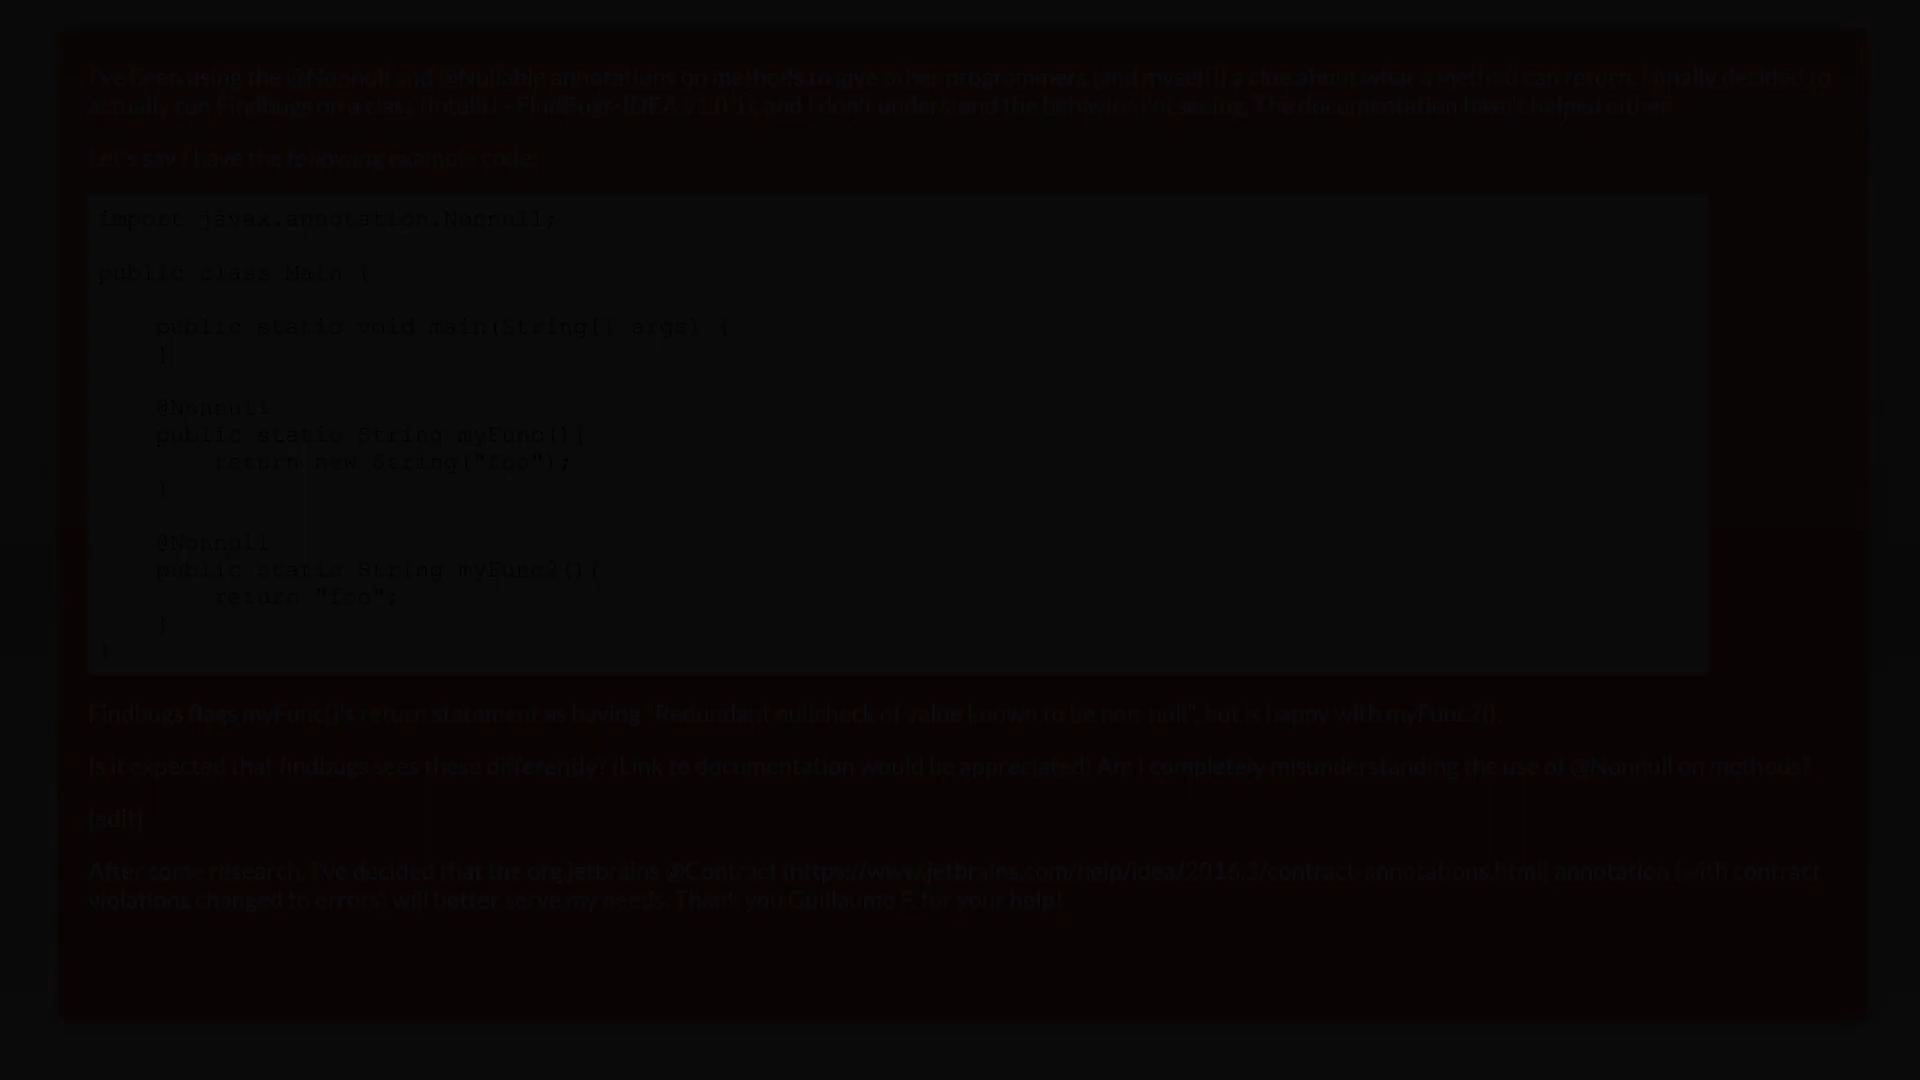 I've been using the @Nonnull and @Nullable annotations on methods to give other programmers (and myself) a clue about what a method can return. I finally decided to
actually run Findbugs on a class (IntelliJ - FindBugs-IDEA v1.0.1), and I don't understand the behavior I'm seeing. The documentation hasn't helped either.
Let's say I have the following example code:
import javax.annotation.Nonnull;
public class Main {
public static void main(String[] args) {
}
@Nonnull
public static String myFunc(){
return new String("foo");
}
@Nonnull
public static String myFunc2(){
return "foo";
}
}
Findbugs flags myFunc()'s return statement as having "Redundant nullcheck of value known to be non-null", but is happy with myFunc2().
Is it expected that findbugs sees these differently? (Link to documentation would be appreciated) Am I completely misunderstanding the use of @Nonnull on methods?
[edit]
After some research, I've decided that the org.jetbrains @Contract (https://www.jetbrains.com/help/idea/2016.2/contract-annotations.html) annotation (with contract
violations changed to errors) will better serve my needs. Thank you Guillaume F. for your help!